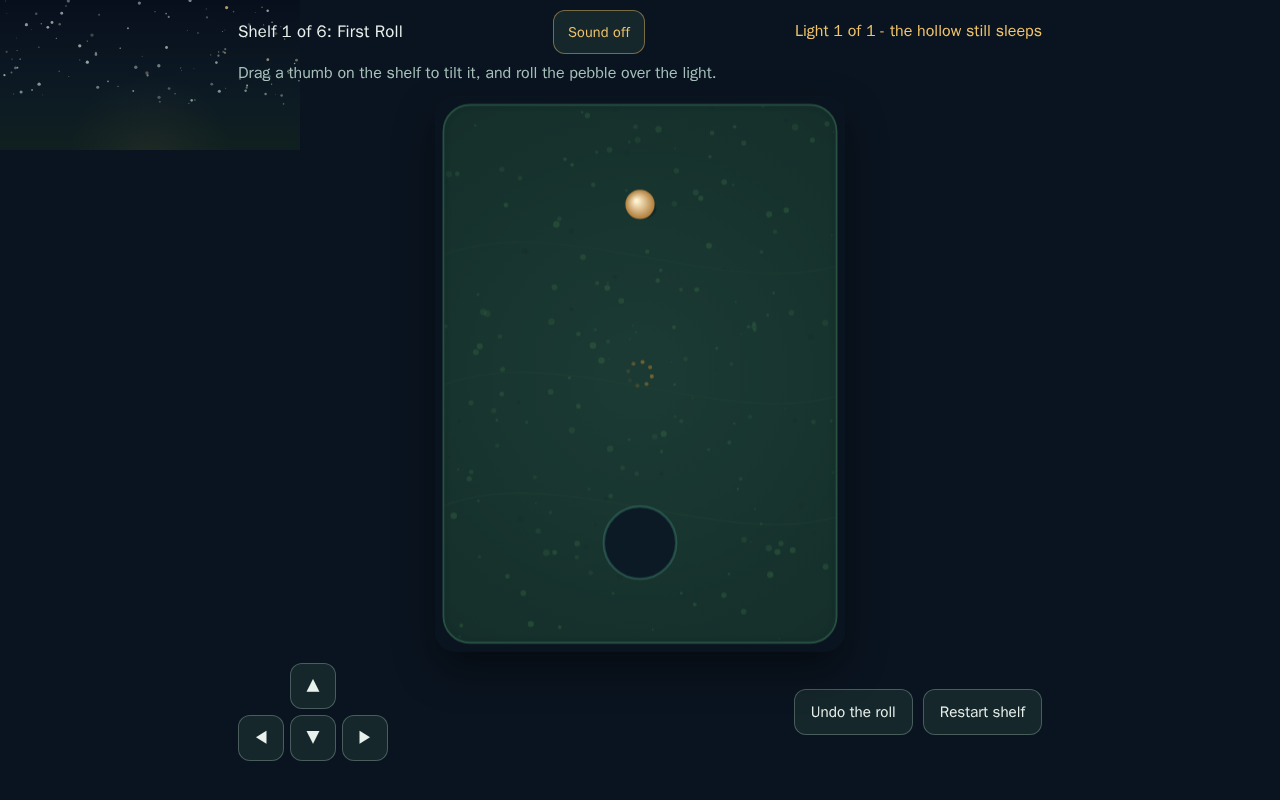 Shelf 1 of 6: First Roll
Sound off
Light 1 of 1 - the hollow still sleeps
Drag a thumb on the shelf to tilt it, and roll the pebble over the light.
Undo the roll
Restart shelf